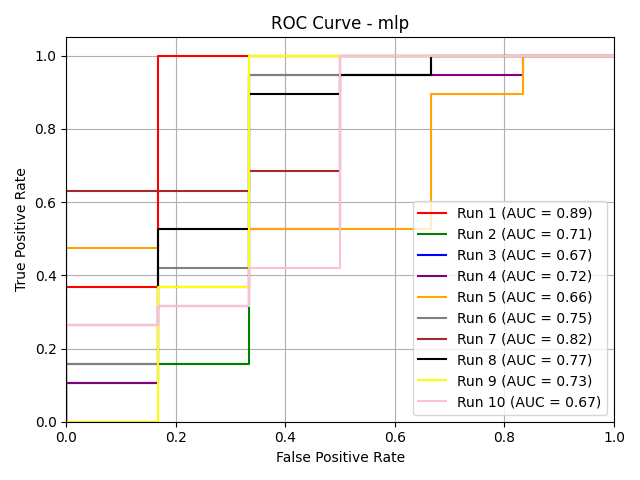 ROC Curve - mlp
True Positive Rate
1.0
0.8
0.6
0.4
0.2
0.0
Run 1 (AUC = 0.89)
Run 2 (AUC = 0.71)
Run 3 (AUC = 0.67)
Run 4 (AUC = 0.72)
Run 5 (AUC = 0.66)
Run 6 (AUC = 0.75)
Run 7 (AUC = 0.82)
Run 8 (AUC = 0.77)
Run 9 (AUC = 0.73)
Run 10 (AUC = 0.67)
0.0 0.2 0.4 0.6 0.8 1.0
False Positive Rate